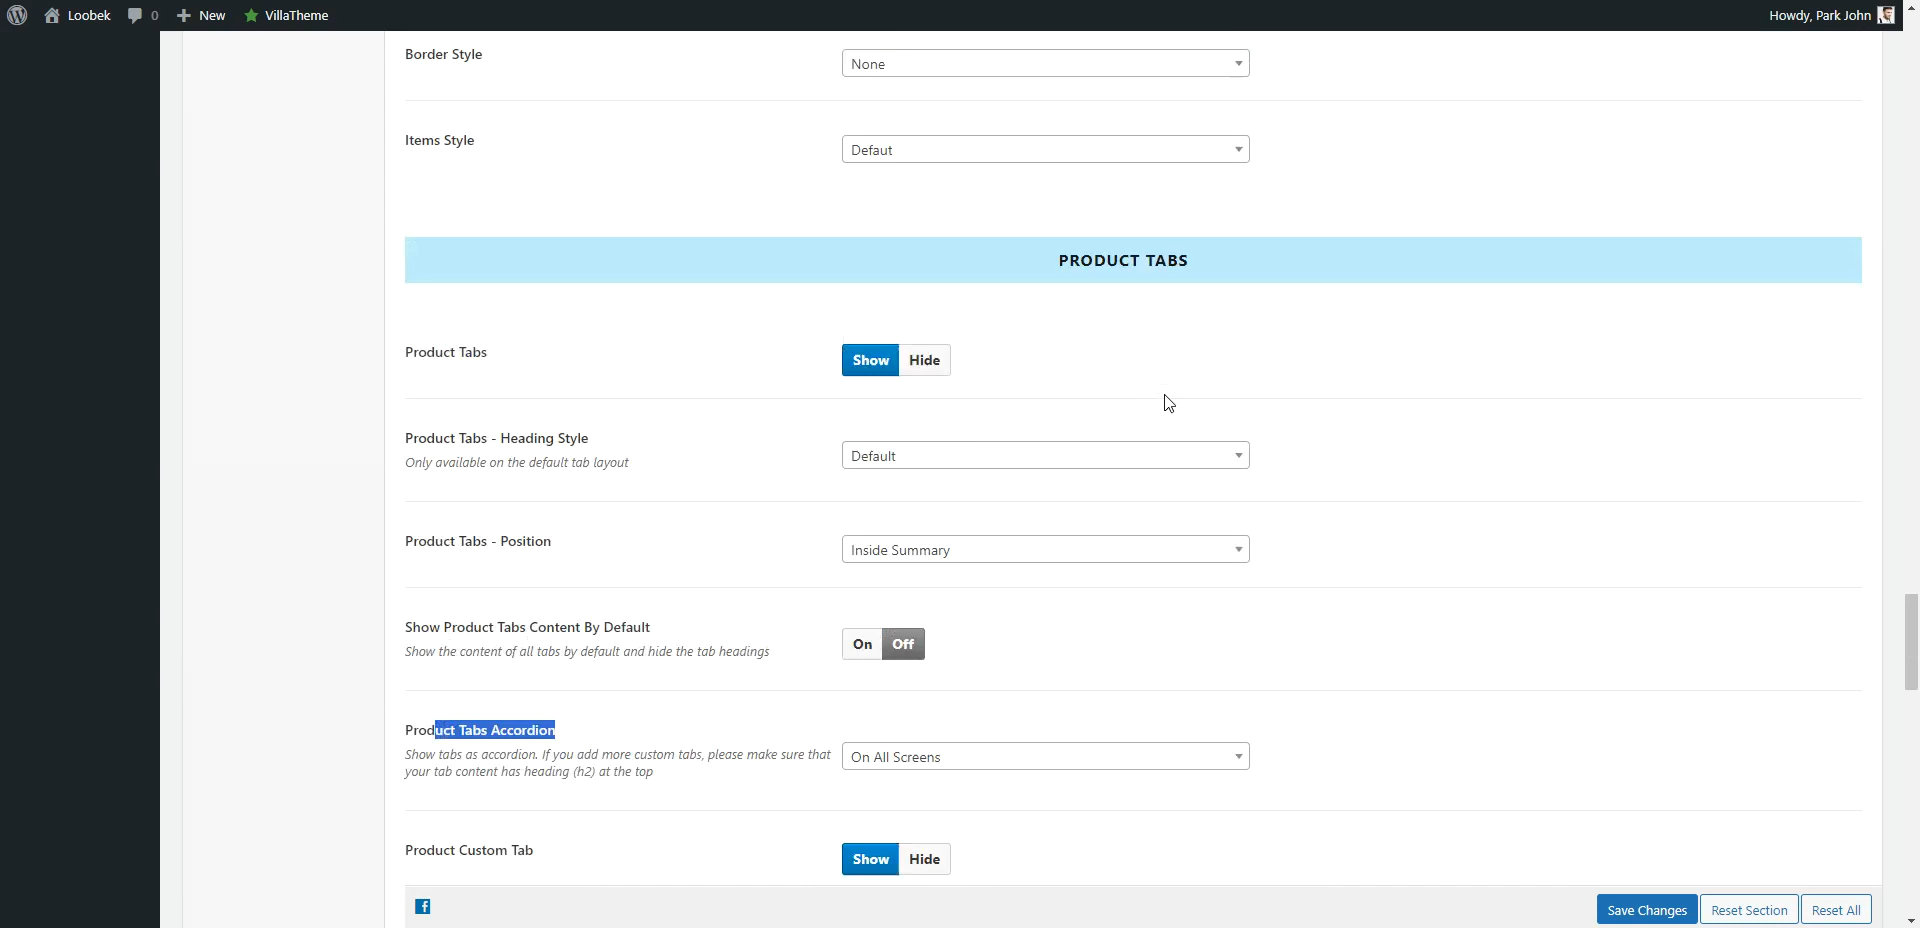 Loobek 0 New VillaTheme Howdy, Park John
Border Style None
Items Style Defaut
PRODUCT TABS
Product Tabs Show Hide
Product Tabs - Heading Style
Only available on the default tab layout
Default
Product Tabs - Position Inside Summary
Show Product Tabs Content By Default
Show the content of all tabs by default and hide the tab headings
On Off
Product Tabs Accordion
Show tabs as accordion. If you add more custom tabs, please make sure that
your tab content has heading (h2) at the top
On All Screens
Product Custom Tab Show Hide
Save Changes Reset Section Reset All